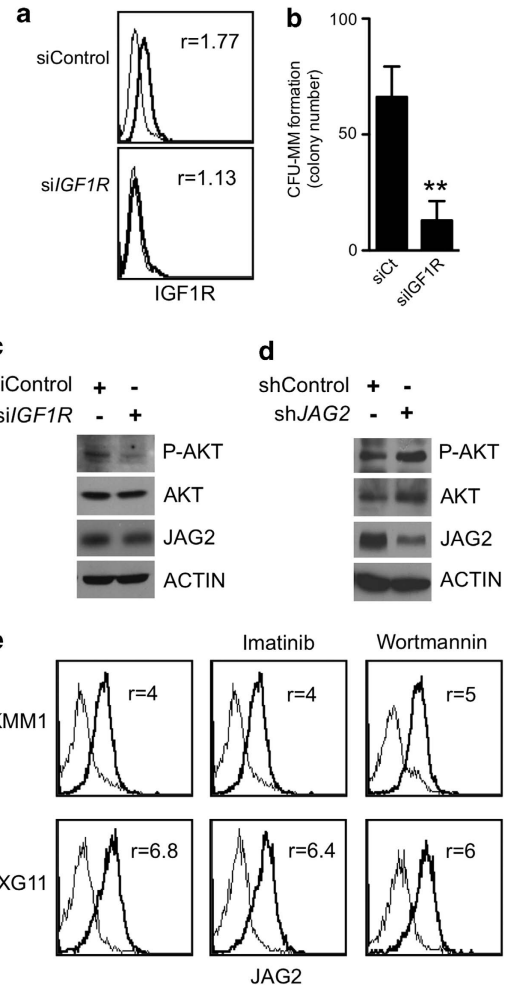 a
siControl
r=1.77
siIGF1R
r=1.13
IGF1R
b
CFU-MM formation
(colony number)
100
50
0
**
siCt
siIGF1R
c
iControl + -
siIGF1R - +
P-AKT
AKT
JAG2
ACTIN
d
shControl + -
shJAG2 - +
P-AKT
AKT
JAG2
ACTIN
e
Imatinib
Wortmannin
KMM1
r=4
r=4
r=5
XG11
r=6.8
r=6.4
r=6
JAG2